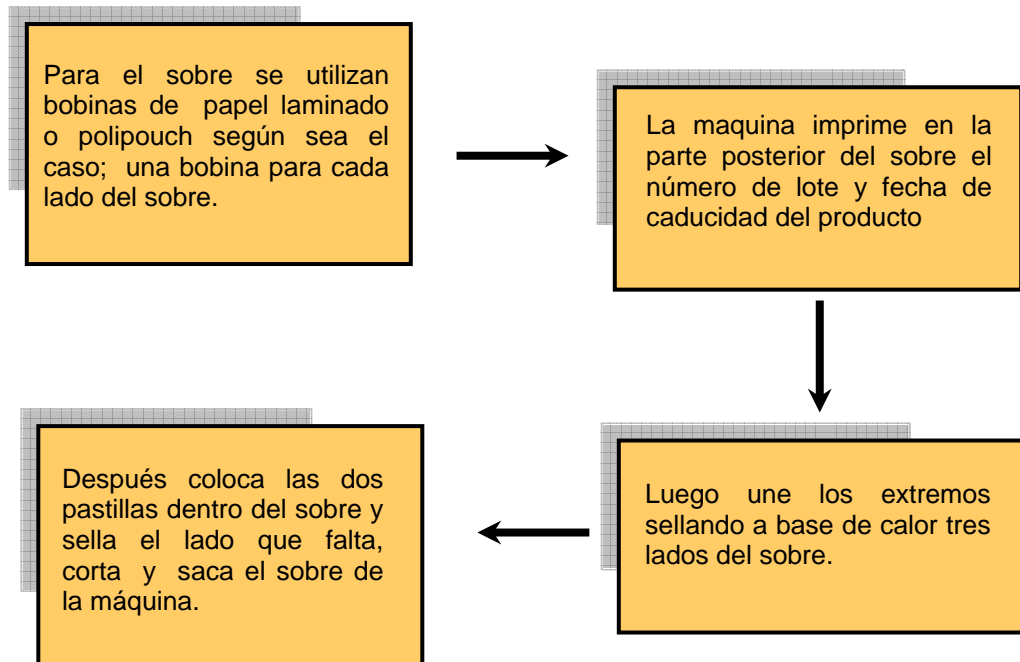 Para el sobre se utilizan
bobinas de papel laminado
o polipouch según sea el
caso; una bobina para cada
lado del sobre.
La maquina imprime en la
parte posterior del sobre el
número de lote y fecha de
caducidad del producto
Luego une los extremos
sellando a base de calor tres
lados del sobre.
Después coloca las dos
pastillas dentro del sobre y
sella el lado que falta,
corta y saca el sobre de
la máquina.